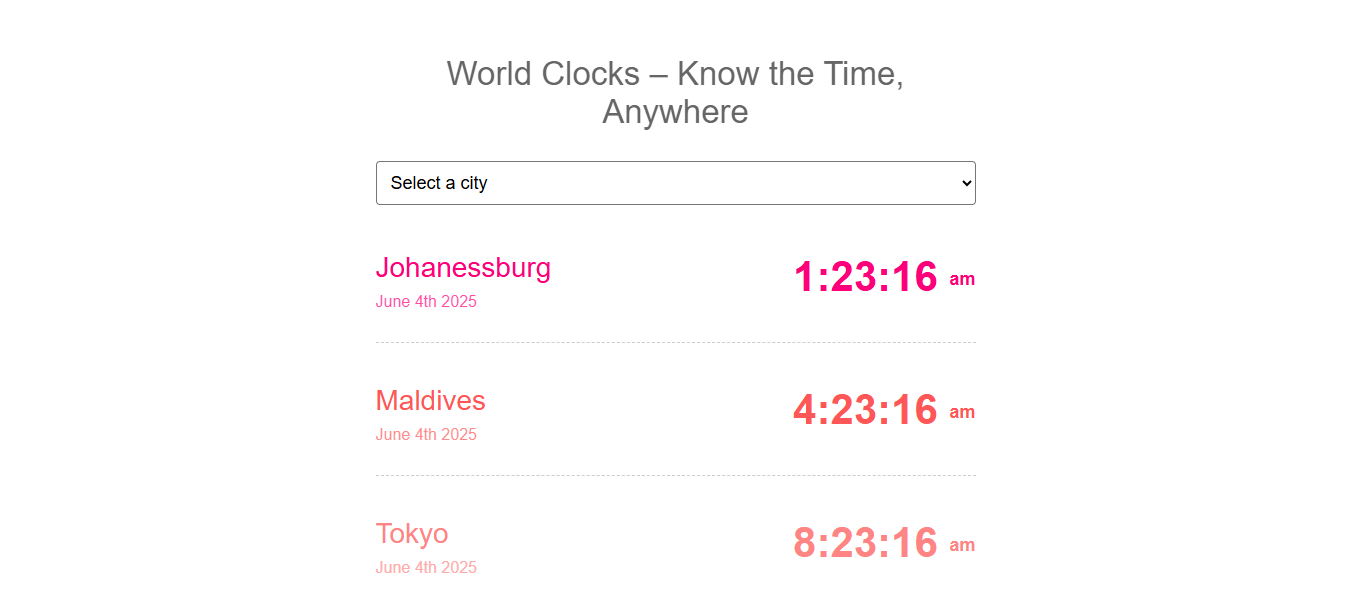 World Clocks – Know the Time,
Anywhere
Select a city
Johanessburg
1:23:16 am
June 4th 2025
Maldives
4:23:16 am
June 4th 2025
Tokyo
8:23:16 am
June 4th 2025